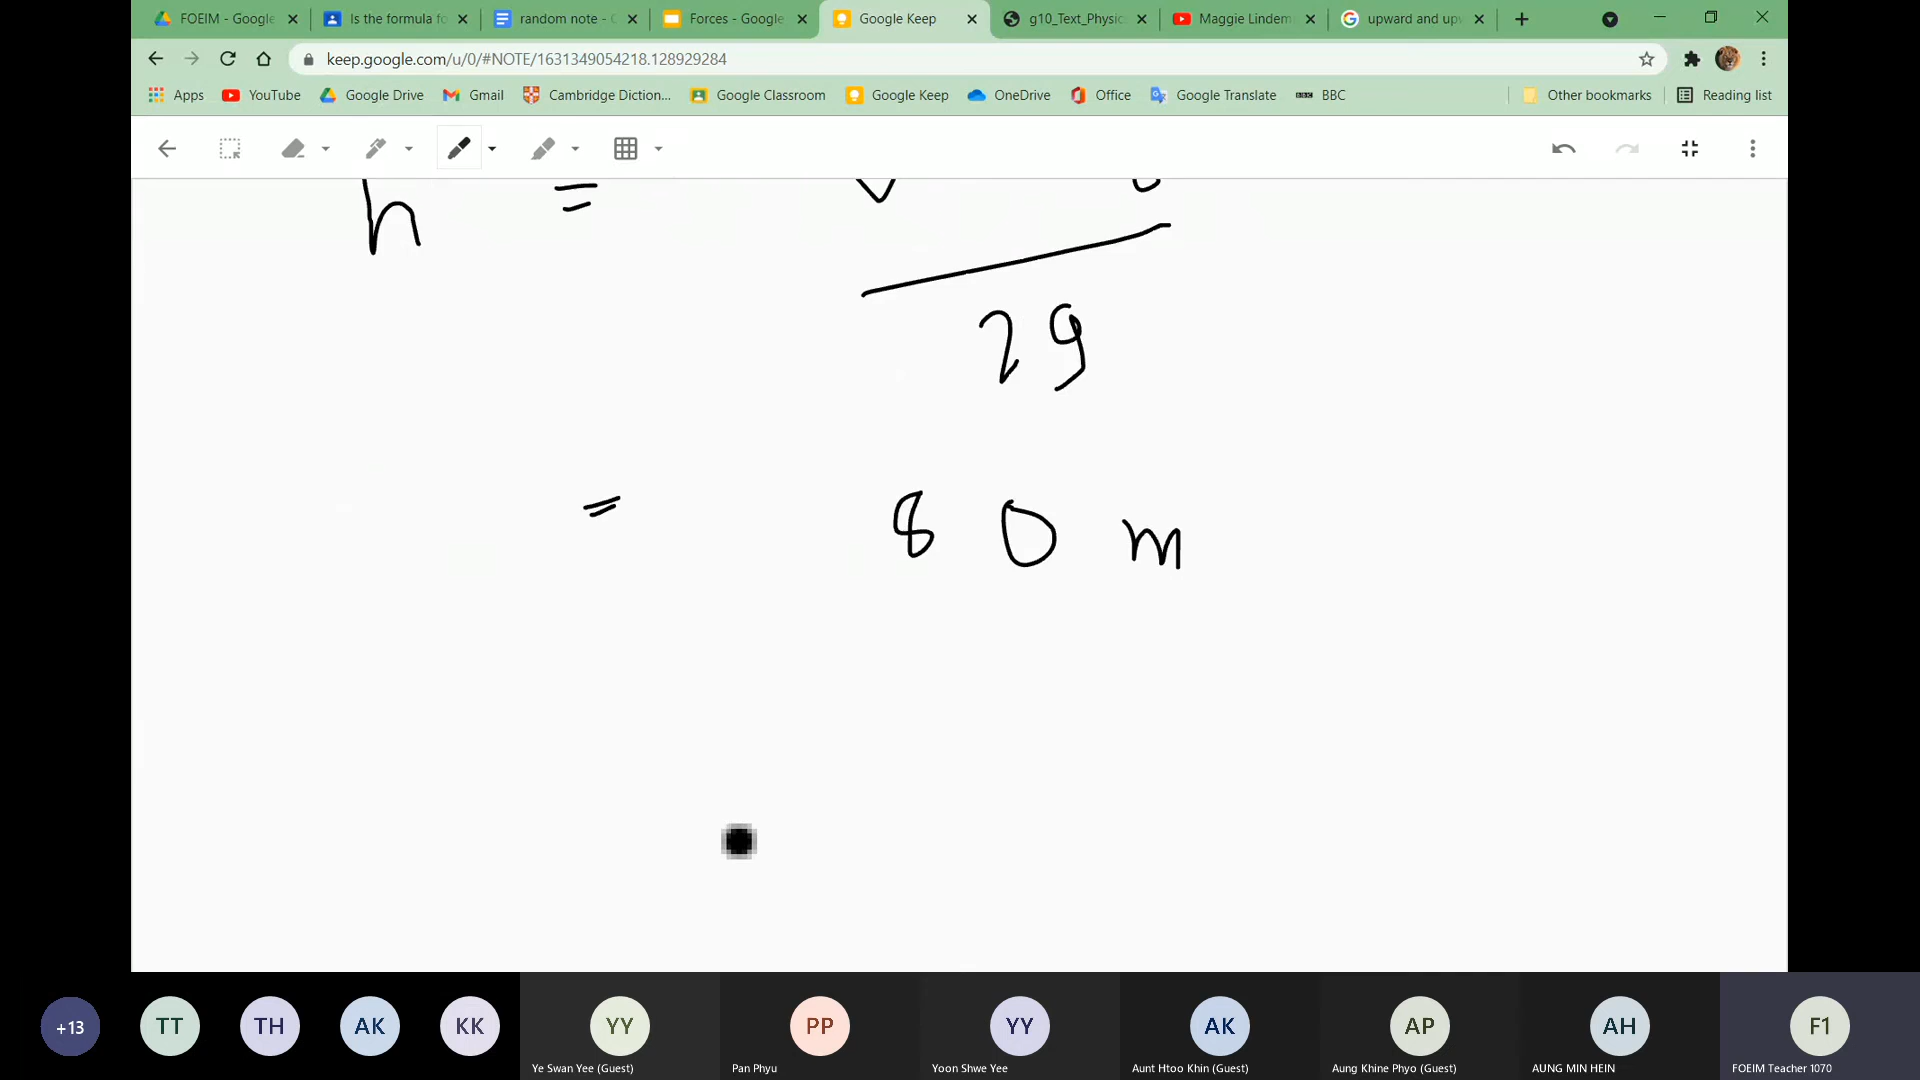 FOEIM - Google
Is the formula fo
random note - G
Forces - Google
Google Keep
g10_Text_Physic
Maggie Lindem
upward and up
keep.google.com/u/0/#NOTE/1631349054218.128929284
Apps
YouTube
Google Drive
Gmail
Cambridge Diction...
Google Classroom
Google Keep
OneDrive
Office
Google Translate
BBC
Other bookmarks
Reading list
h =
2g
= 80 m
+13
TT
TH
AK
KK
YY
PP
YY
AK
AP
AH
F1
Ye Swan Yee (Guest)
Pan Phyu
Yoon Shwe Yee
Aunt Htoo Khin (Guest)
Aung Khine Phyo (Guest)
AUNG MIN HEIN
FOEIM Teacher 1070